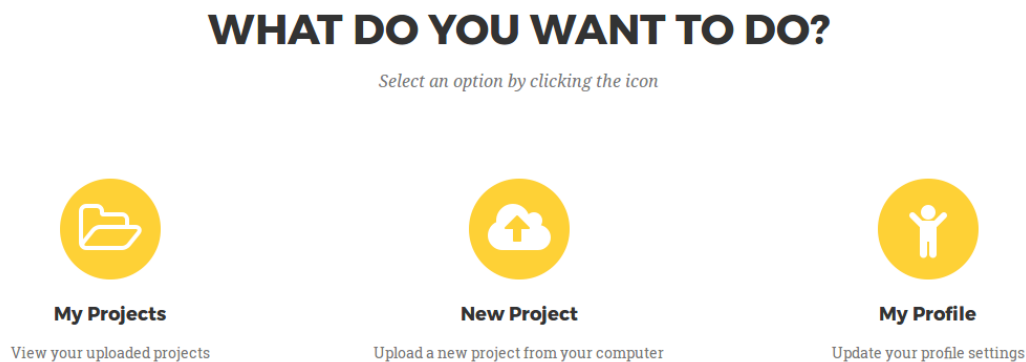 WHAT DO YOU WANT TO DO?
Select an option by clicking the icon
My Projects
View your uploaded projects
New Project
Upload a new project from your computer
My Profile
Update your profile settings